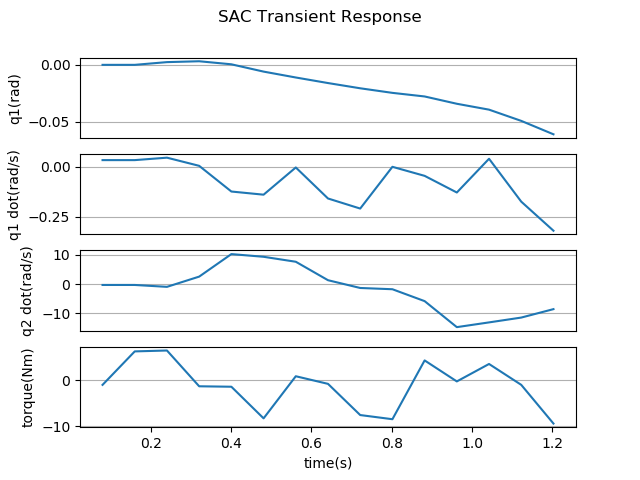 SAC Transient Response
q1(rad)
0.00
−0.05
q1 dot(rad/s)
0.00
−0.25
q2 dot(rad/s)
10
0
−10
torque(Nm)
0
−10
0.2 0.4 0.6 0.8 1.0 1.2
time(s)